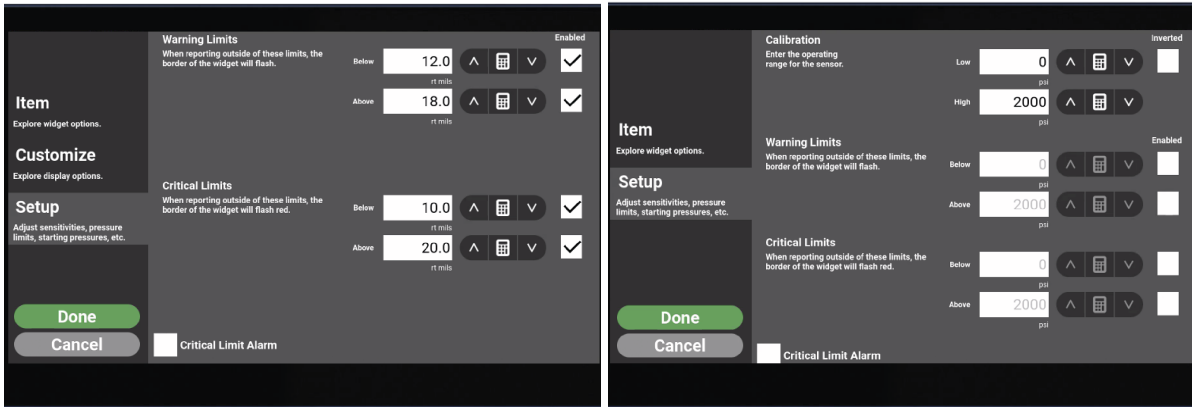 Item
Explore widget options.
Customize
Explore display options.
Setup
Adjust sensitivities, pressure
limits, starting pressures, etc.
Done
Cancel
Warning Limits
When reporting outside of these limits, the
border of the widget will flash.
Enabled
Below 12.0
rt mils
Above 18.0
rt mils
Critical Limits
When reporting outside of these limits, the
border of the widget will flash red.
Below 10.0
rt mils
Above 20.0
rt mils
Critical Limit Alarm
Item
Explore widget options.
Setup
Adjust sensitivities, pressure
limits, starting pressures, etc.
Done
Cancel
Calibration
Enter the operating
range for the sensor.
Inverted
Low 0
psi
High 2000
psi
Warning Limits
When reporting outside of these limits, the
border of the widget will flash.
Enabled
Below 0
psi
Above 2000
psi
Critical Limits
When reporting outside of these limits, the
border of the widget will flash red.
Below 0
psi
Above 2000
psi
Critical Limit Alarm